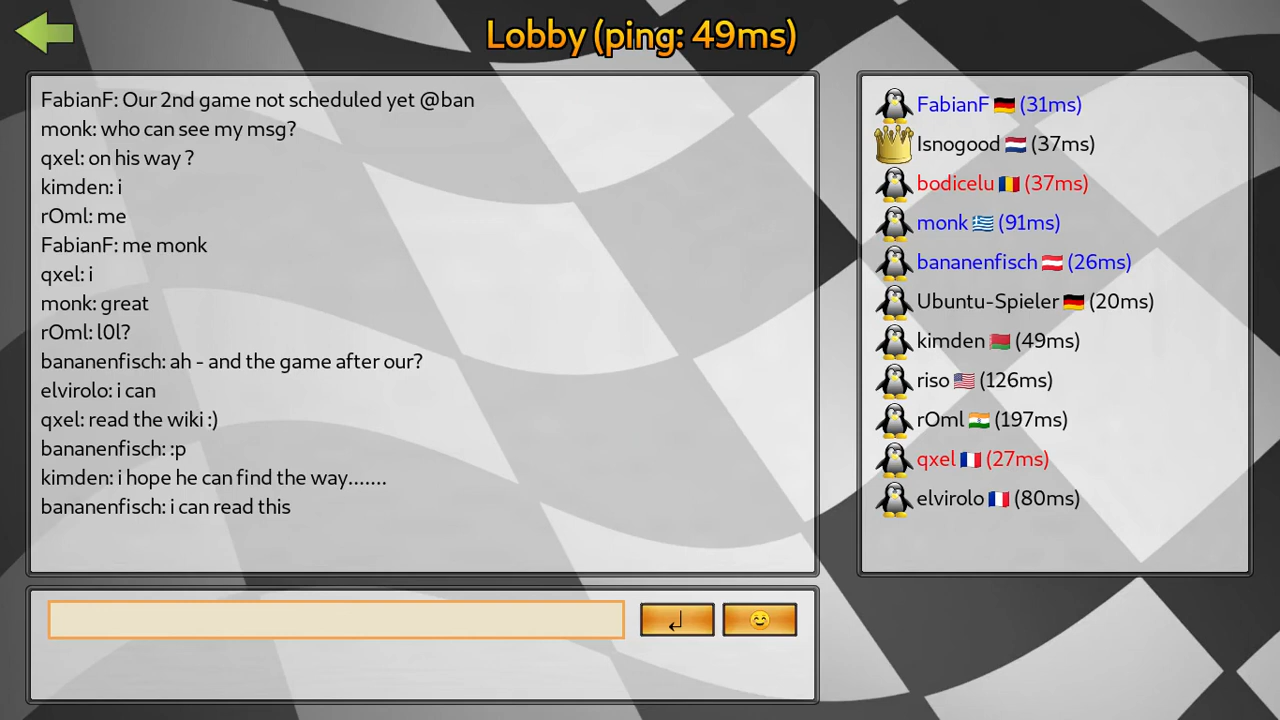 Lobby (ping: 49ms)
FabianF: Our 2nd game not scheduled yet @ban
monk: who can see my msg?
qxel: on his way ?
kimden: i
rOml: me
FabianF: me monk
qxel: i
monk: great
rOml: l0l?
bananenfisch: ah - and the game after our?
elvirolo: i can
qxel: read the wiki :)
bananenfisch: :p
kimden: i hope he can find the way.......
bananenfisch: i can read this
FabianF (31ms)
Isnogood (37ms)
bodicelu (37ms)
monk (91ms)
bananenfisch (26ms)
Ubuntu-Spieler (20ms)
kimden (49ms)
riso (126ms)
rOml (197ms)
qxel (27ms)
elvirolo (80ms)